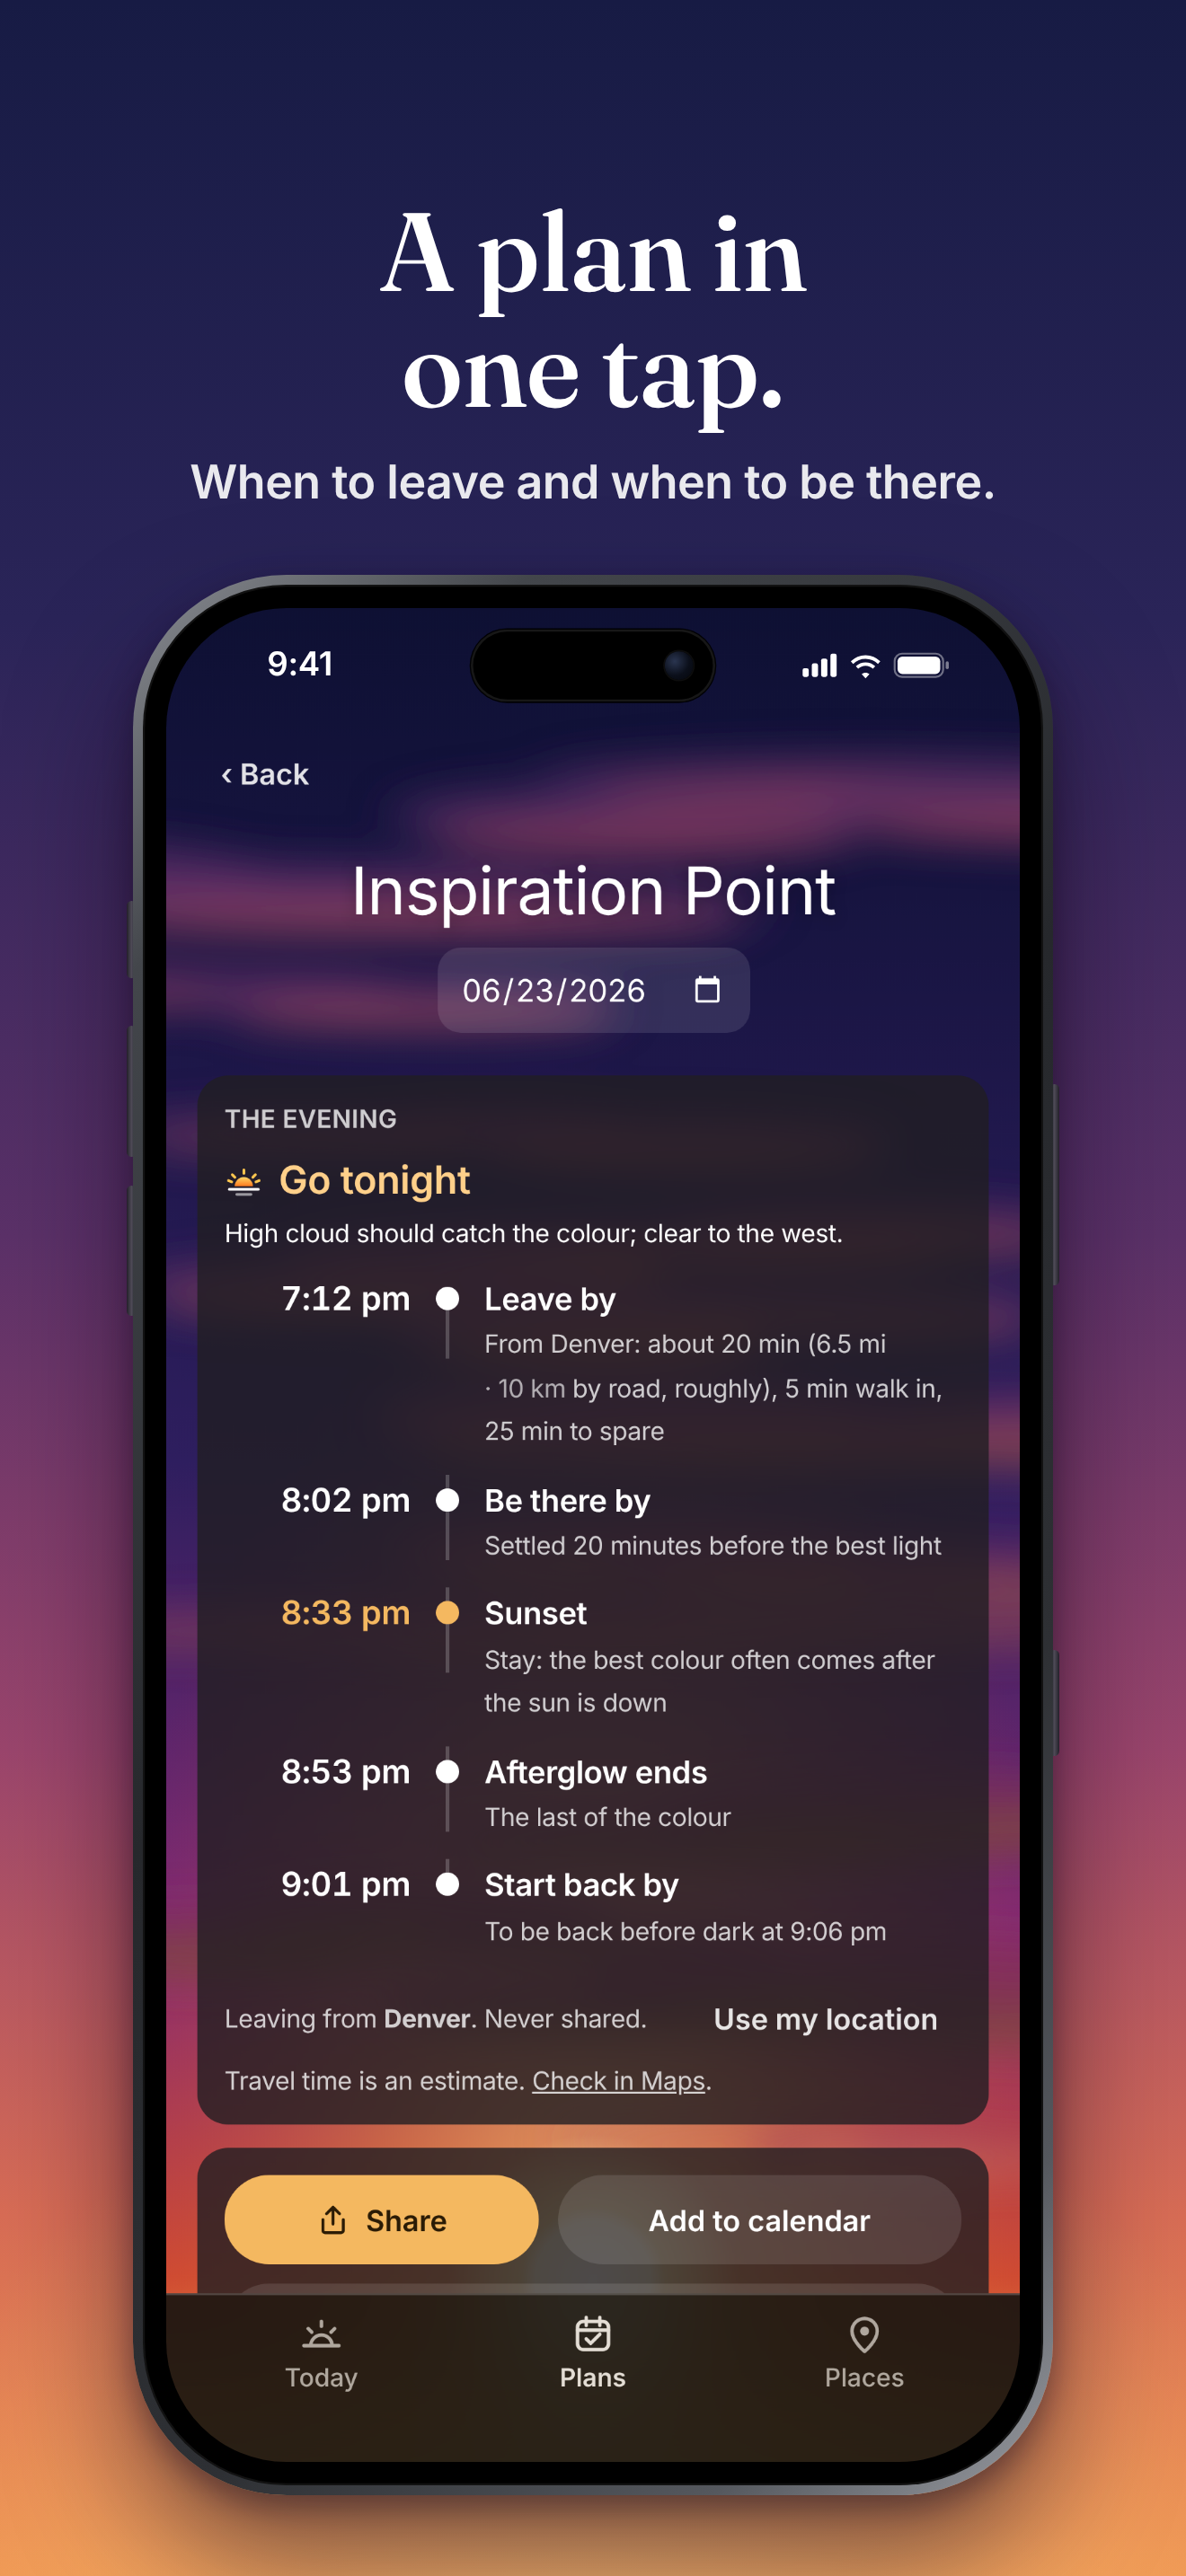 A plan in
one tap.
When to leave and when to be there.
9:41
‹ Back
Inspiration Point
06/23/2026
THE EVENING
Go tonight
High cloud should catch the colour; clear to the west.
7:12 pm Leave by
From Denver: about 20 min (6.5 mi
· 10 km by road, roughly), 5 min walk in,
25 min to spare
8:02 pm Be there by
Settled 20 minutes before the best light
8:33 pm Sunset
Stay: the best colour often comes after
the sun is down
8:53 pm Afterglow ends
The last of the colour
9:01 pm Start back by
To be back before dark at 9:06 pm
Leaving from Denver. Never shared. Use my location
Travel time is an estimate. Check in Maps.
Share Add to calendar
Today Plans Places